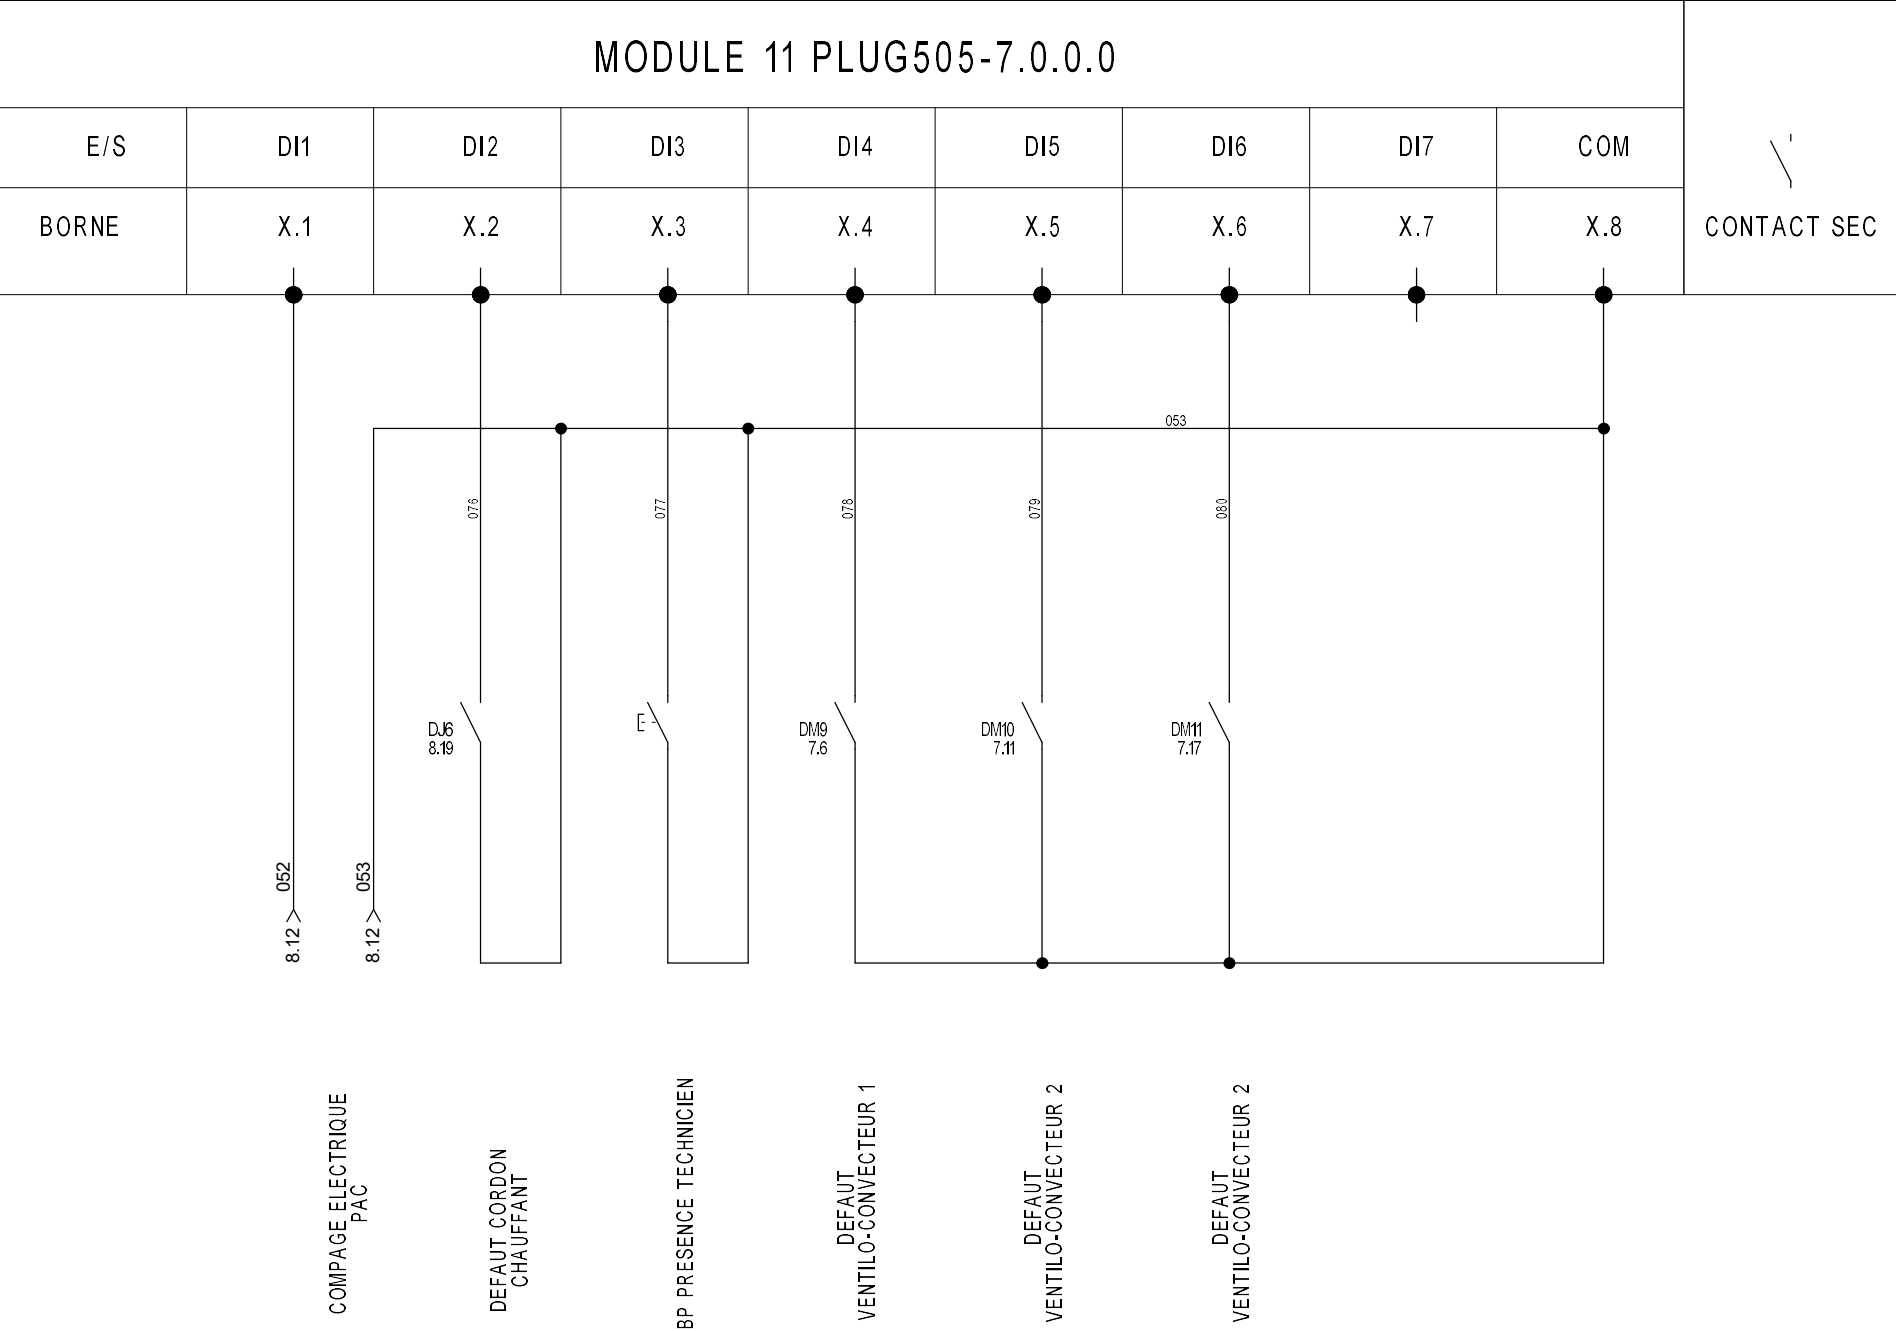 MODULE 11 PLUG505-7.0.0.0
E/S DI1 DI2 DI3 DI4 DI5 DI6 DI7 COM
BORNE X.1 X.2 X.3 X.4 X.5 X.6 X.7 X.8 CONTACT SEC
053
076 077 078 079 080
DJ6
8.19
DM9
7.6
DM10
7.11
DM11
7.17
052
8.12
053
8.12
COMPAGE ELECTRIQUE
PAC
DEFAUT CORDON
CHAUFFANT
BP PRESENCE TECHNICIEN
DEFAUT
VENTILO-CONVECTEUR 1
DEFAUT
VENTILO-CONVECTEUR 2
DEFAUT
VENTILO-CONVECTEUR 2